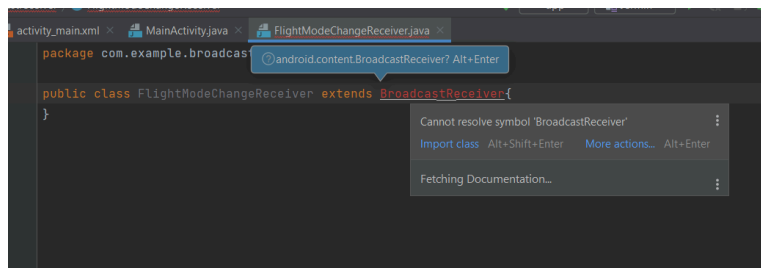 activity_main.xml × MainActivity.java × FlightModeChangeReceiver.java ×
package com.example.broadcast
? android.content.BroadcastReceiver? Alt+Enter
public class FlightModeChangeReceiver extends BroadcastReceiver{
}
Cannot resolve symbol 'BroadcastReceiver'
Import class Alt+Shift+Enter More actions... Alt+Enter
Fetching Documentation...